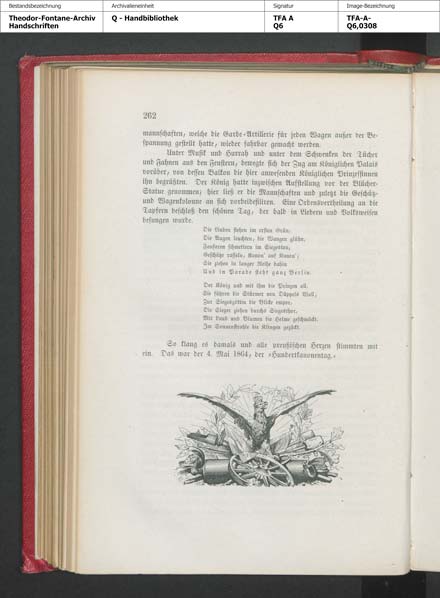 Bestandsbezeichnung
Theodor-Fontane-Archiv
Handschriften
Archivalieneinheit
Q - Handbibliothek
Signatur
TFA A
Q6
Image-Bezeichnung
TFA-A-
Q6,0308
262
mannschaften, welche die Garde-Artillerie für jeden Wagen außer der Be-
spannung gestellt hatte, wieder fahrbar gemacht werden.
Unter Musik und Hurrah und unter dem Schwenken der Tücher
und Fahnen aus den Fenstern, bewegte sich der Zug am Königlichen Palais
vorüber, von dessen Balkon die hier anwesenden Königlichen Prinzessinnen
ihn begrüßten. Der König hatte inzwischen Aufstellung vor der Blücher-
Statue genommen; hier ließ er die Mannschaften und zuletzt die Geschütz-
und Wagenkolonne an sich vordefiliren. Eine Ordensvertheilung an die
Tapfern beschloß den schönen Tag, der bald in Liedern und Volksweisen
besungen wurde.
Die Linden stehen im ersten Grün;
Die Augen leuchten, die Wangen glühn,
Fanfaren schmettern im Siegeston,
Geschütze rasseln, Kanon' auf Kanon';
Sie ziehen in langer Reihe dahin
Und in Parade steht ganz Berlin.
Der König und mit ihm die Prinzen all,
Sie führen die Stürmer von Düppels Wall,
Zur Siegesgöttin die Blicke empor,
Die Sieger ziehen durchs Siegesthor,
Mit Laub und Blumen die Helme geschmückt,
Im Sonnenstrahle die Klingen gezückt.
So klang es damals und alle preußischen Herzen stimmten mit
ein. Das war der 4. Mai 1864, der »Hundertkanonentag.«